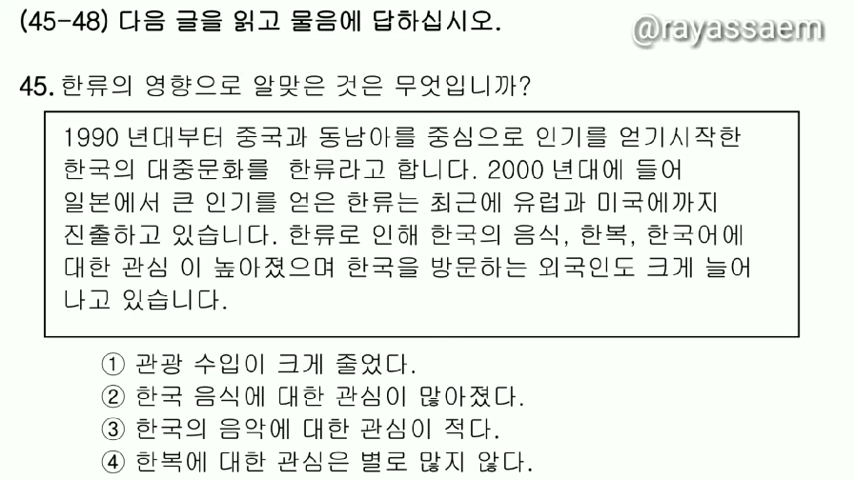 (45-48) 다음 글을 읽고 물음에 답하십시오.
@rayassaem
45. 한류의 영향으로 알맞은 것은 무엇입니까?
1990 년대부터 중국과 동남아를 중심으로 인기를 얻기시작한
한국의 대중문화를 한류라고 합니다. 2000 년대에 들어
일본에서 큰 인기를 얻은 한류는 최근에 유럽과 미국에까지
진출하고 있습니다. 한류로 인해 한국의 음식, 한복, 한국어에
대한 관심 이 높아졌으며 한국을 방문하는 외국인도 크게 늘어
나고 있습니다.
① 관광 수입이 크게 줄었다.
② 한국 음식에 대한 관심이 많아졌다.
③ 한국의 음악에 대한 관심이 적다.
④ 한복에 대한 관심은 별로 많지 않다.